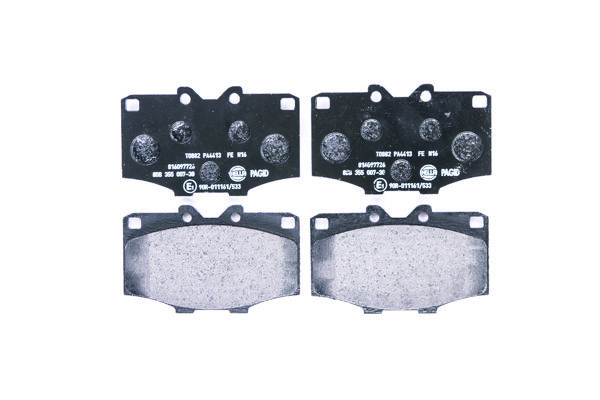 T0882 PA4413 FE N16
816097726
8DB 355 007-30
HELLA PAGID
E1 90R-011161/533
T0882 PA4413 FE N16
816097726
8DB 355 007-30
HELLA PAGID
E1 90R-011161/533